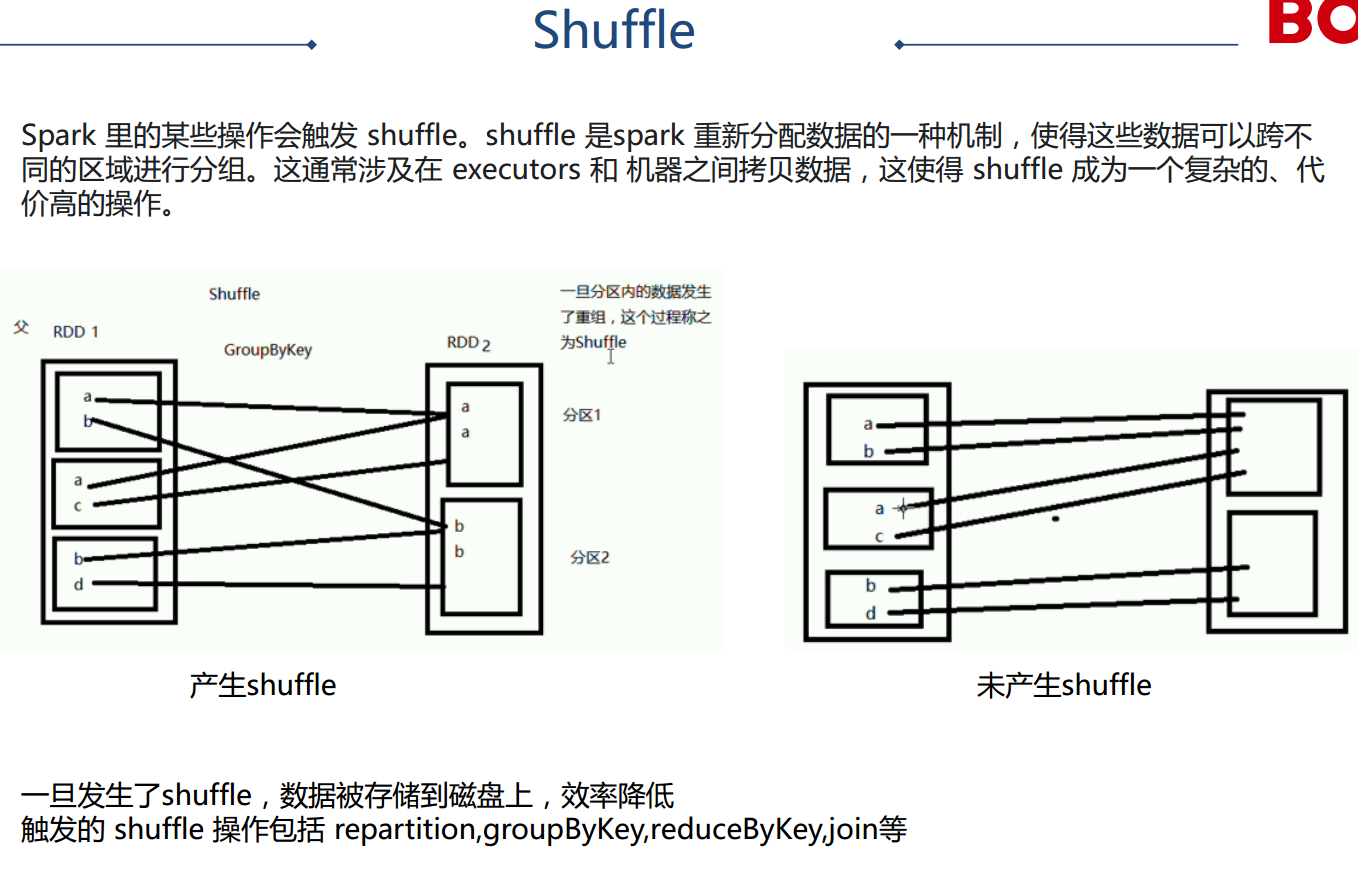 Shuffle
BO
Spark 里的某些操作会触发 shuffle。shuffle 是spark 重新分配数据的一种机制，使得这些数据可以跨不
同的区域进行分组。这通常涉及在 executors 和 机器之间拷贝数据，这使得 shuffle 成为一个复杂的、代
价高的操作。
Shuffle
一旦分区内的数据发生
了重组，这个过程称之
为Shuffle
父
RDD 1
GroupByKey
RDD 2
a
b
a
c
b
d
a
a
b
b
分区1
分区2
a
b
a
c
b
d
产生shuffle
未产生shuffle
一旦发生了shuffle，数据被存储到磁盘上，效率降低
触发的 shuffle 操作包括 repartition,groupByKey,reduceByKey,join等